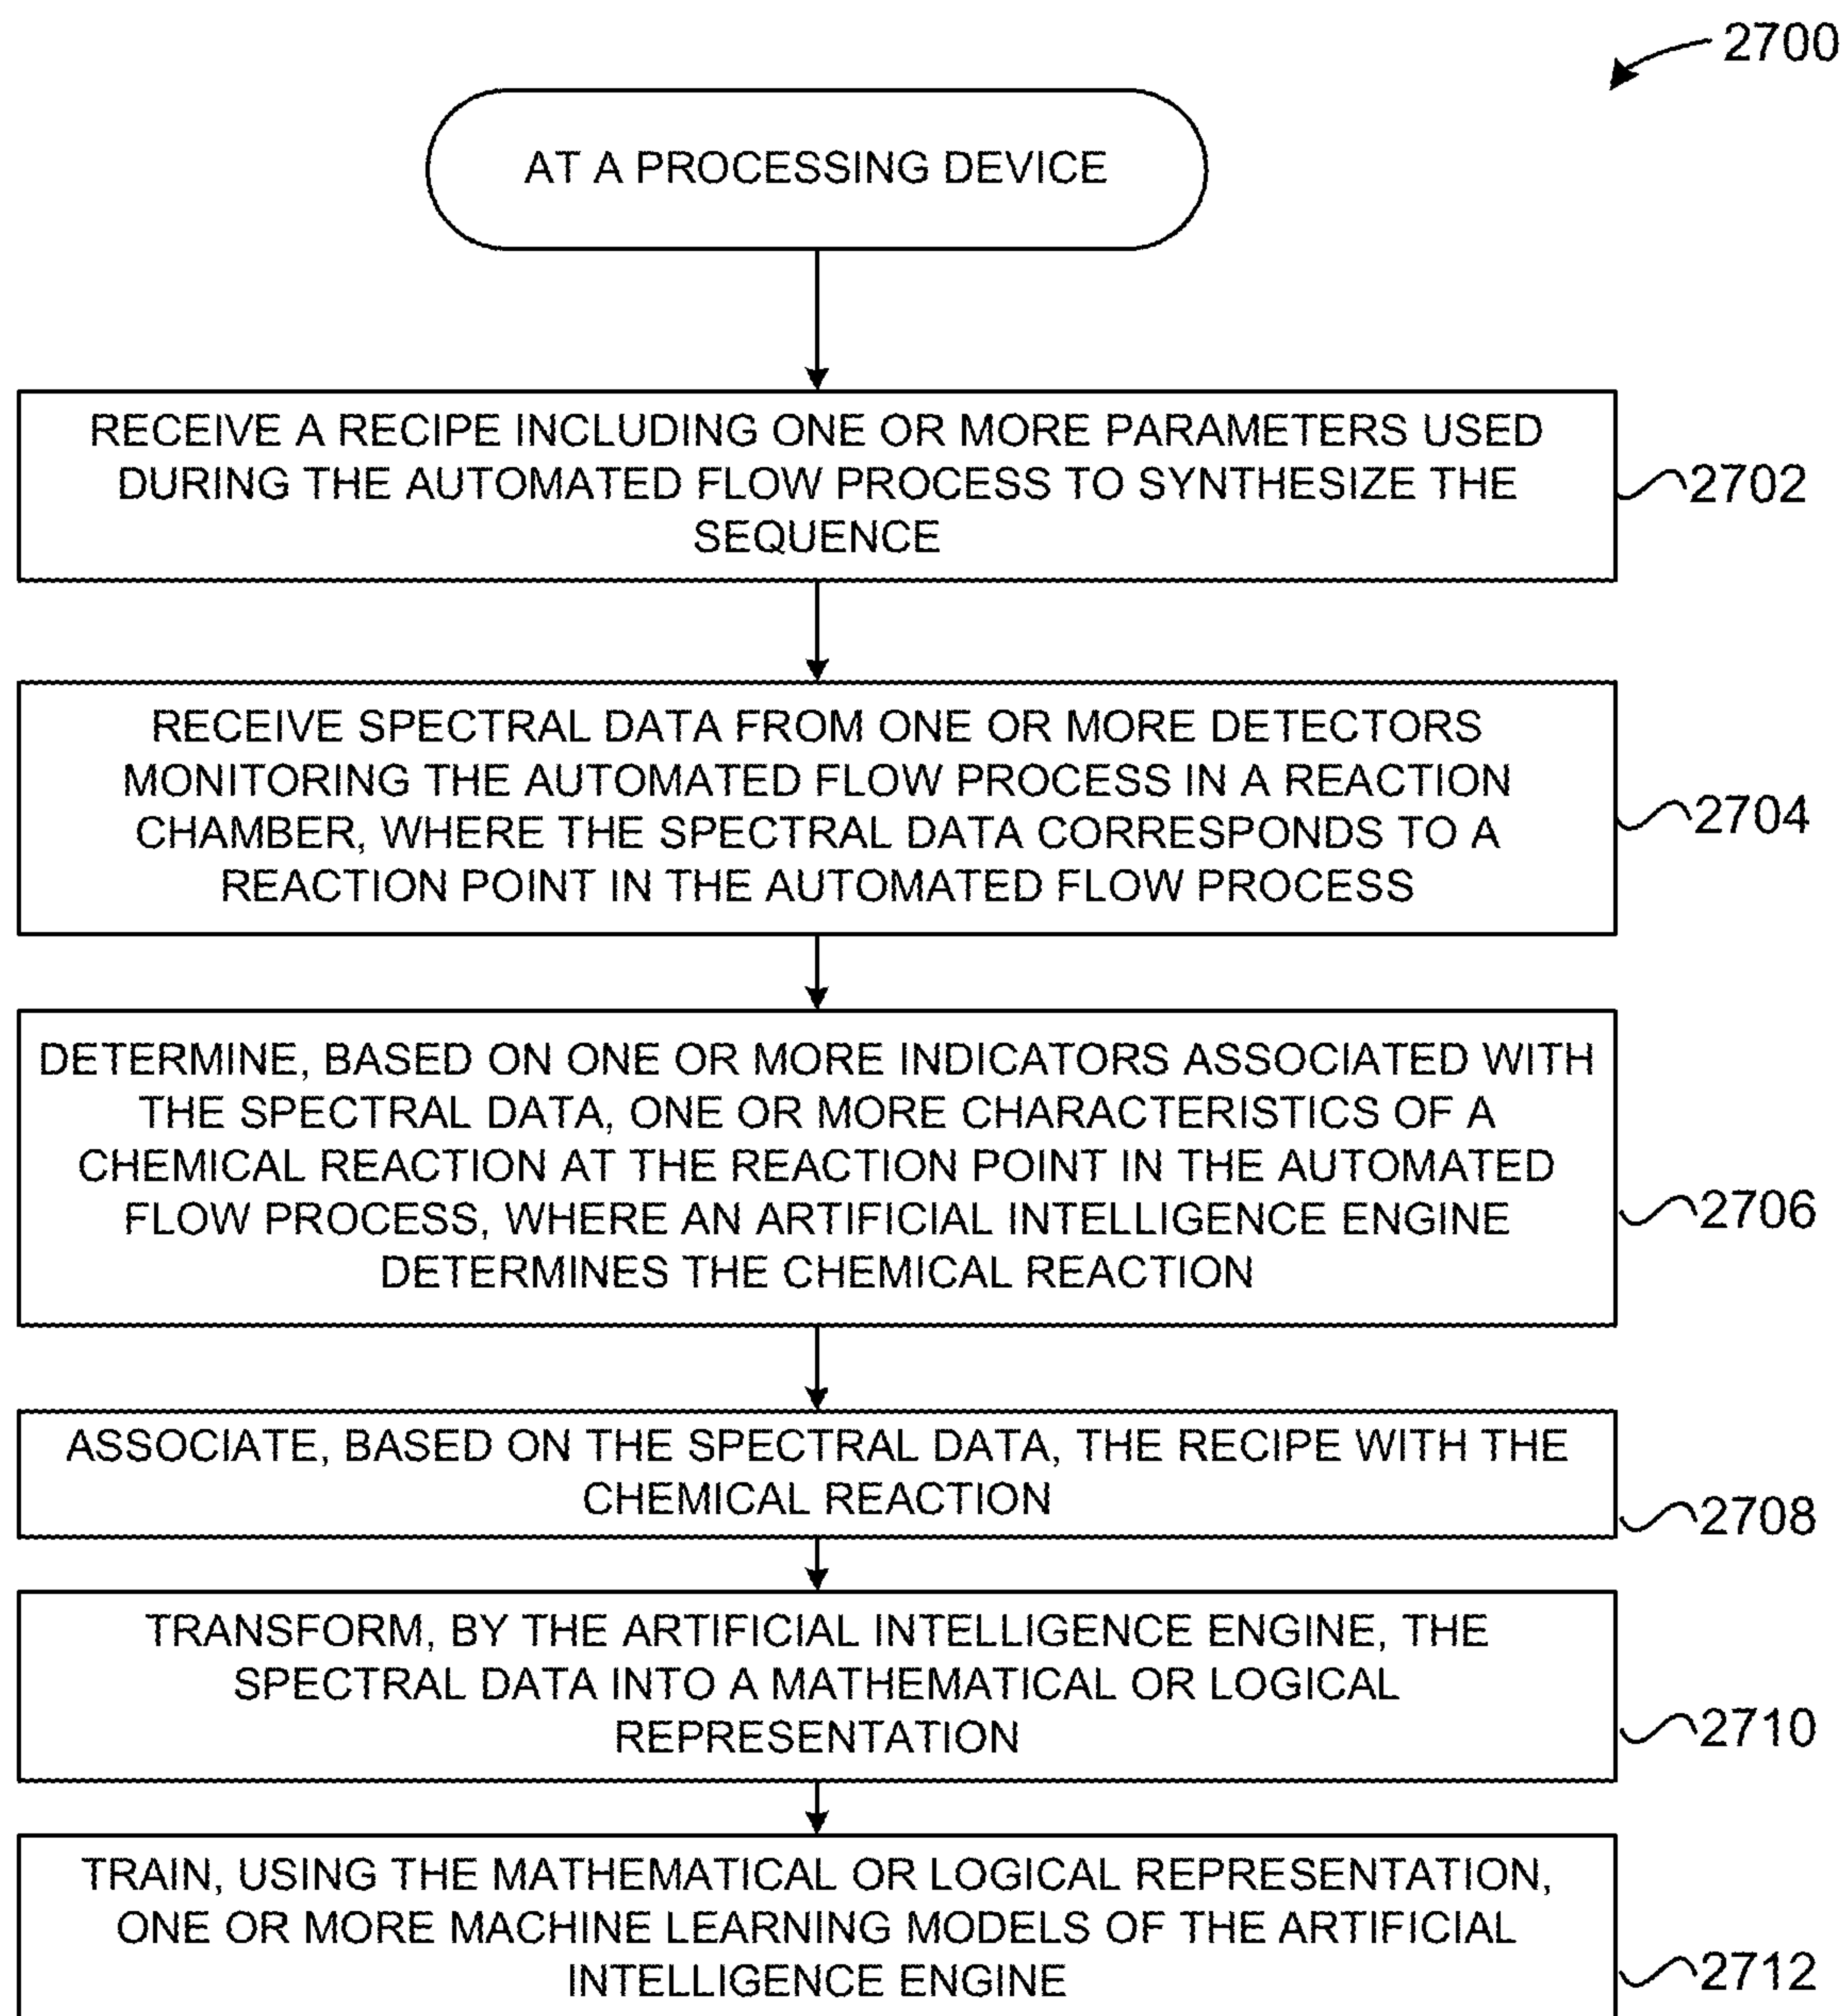 2700
AT A PROCESSING DEVICE
RECEIVE A RECIPE INCLUDING ONE OR MORE PARAMETERS USED
DURING THE AUTOMATED FLOW PROCESS TO SYNTHESIZE THE
SEQUENCE
2702
RECEIVE SPECTRAL DATA FROM ONE OR MORE DETECTORS
MONITORING THE AUTOMATED FLOW PROCESS IN A REACTION
CHAMBER, WHERE THE SPECTRAL DATA CORRESPONDS TO A
REACTION POINT IN THE AUTOMATED FLOW PROCESS
2704
DETERMINE, BASED ON ONE OR MORE INDICATORS ASSOCIATED WITH
THE SPECTRAL DATA, ONE OR MORE CHARACTERISTICS OF A
CHEMICAL REACTION AT THE REACTION POINT IN THE AUTOMATED
FLOW PROCESS, WHERE AN ARTIFICIAL INTELLIGENCE ENGINE
DETERMINES THE CHEMICAL REACTION
2706
ASSOCIATE, BASED ON THE SPECTRAL DATA, THE RECIPE WITH THE
CHEMICAL REACTION
2708
TRANSFORM, BY THE ARTIFICIAL INTELLIGENCE ENGINE, THE
SPECTRAL DATA INTO A MATHEMATICAL OR LOGICAL
REPRESENTATION
2710
TRAIN, USING THE MATHEMATICAL OR LOGICAL REPRESENTATION,
ONE OR MORE MACHINE LEARNING MODELS OF THE ARTIFICIAL
INTELLIGENCE ENGINE
2712